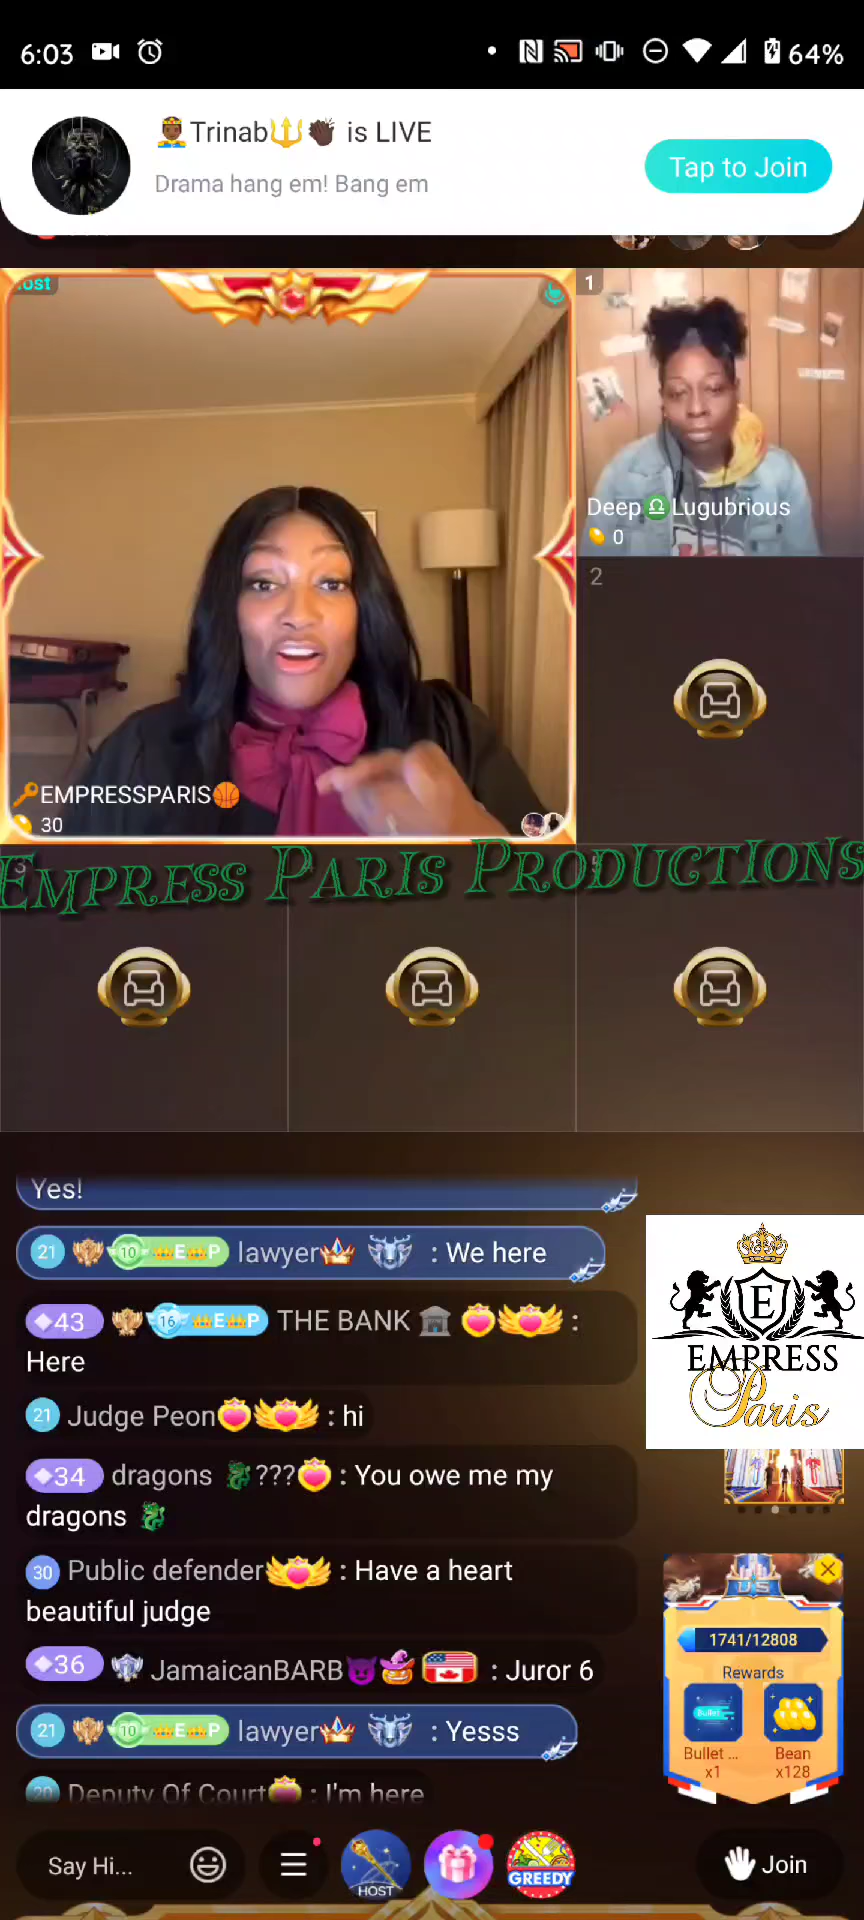 6:03
64%
🤴🏾Trinab🔱👏🏿 is LIVE
Drama hang em! Bang em
Tap to Join
ost
1
Deep♎Lugubrious
0
2
🔑EMPRESSPARIS🏀
30
EMPRESS PARIS PRODUCTIONS
Yes!
21 10 👑E👑P lawyer : We here
43 16 👑E👑P THE BANK 🏦 :
Here
21 Judge Peon : hi
34 dragons 🐉??? : You owe me my
dragons 🐉
30 Public defender : Have a heart
beautiful judge
36 JamaicanBARB😈 : Juror 6
21 10 👑E👑P lawyer : Yesss
20 Deputy Of Court : I'm here
E
EMPRESS
Paris
US
1741/12808
Rewards
Bullet
Bullet ...
x1
Bean
x128
Say Hi...
HOST
GREEDY
Join